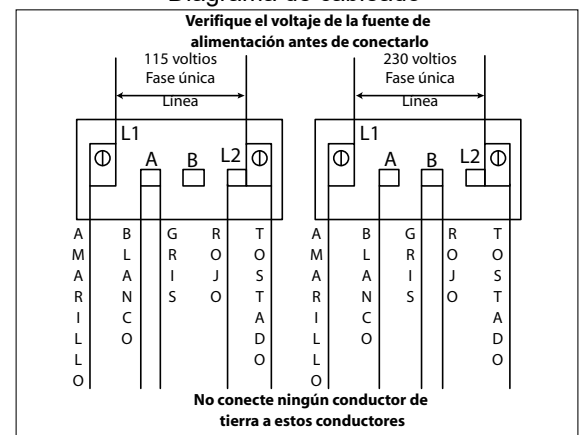 Diagrama de cableado
Verifique el voltaje de la fuente de
alimentación antes de conectarlo
115 voltios
Fase única
Línea
L1
A
B
L2
AMARILLO
BLANCO
GRIS
ROJO
TOSTADO
230 voltios
Fase única
Línea
L1
A
B
L2
AMARILLO
BLANCO
GRIS
ROJO
TOSTADO
No conecte ningún conductor de
tierra a estos conductores